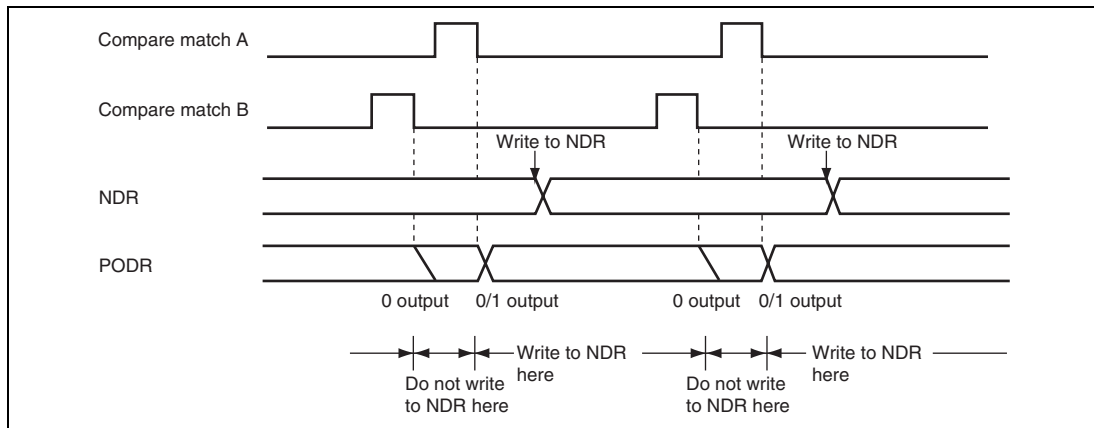 Compare match A
Compare match B
Write to NDR
Write to NDR
NDR
PODR
0 output
0/1 output
0 output
0/1 output
Write to NDR
here
Write to NDR
here
Do not write
to NDR here
Do not write
to NDR here